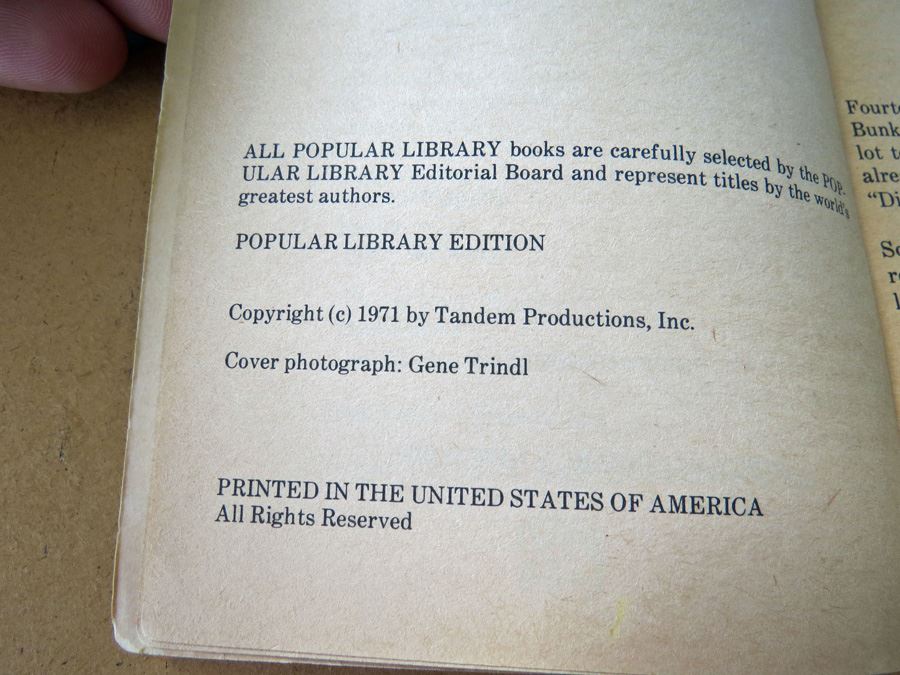 ALL POPULAR LIBRARY books are carefully selected by the POP-
ULAR LIBRARY Editorial Board and represent titles by the world's
greatest authors.
POPULAR LIBRARY EDITION
Copyright (c) 1971 by Tandem Productions, Inc.
Cover photograph: Gene Trindl
PRINTED IN THE UNITED STATES OF AMERICA
All Rights Reserved
lot